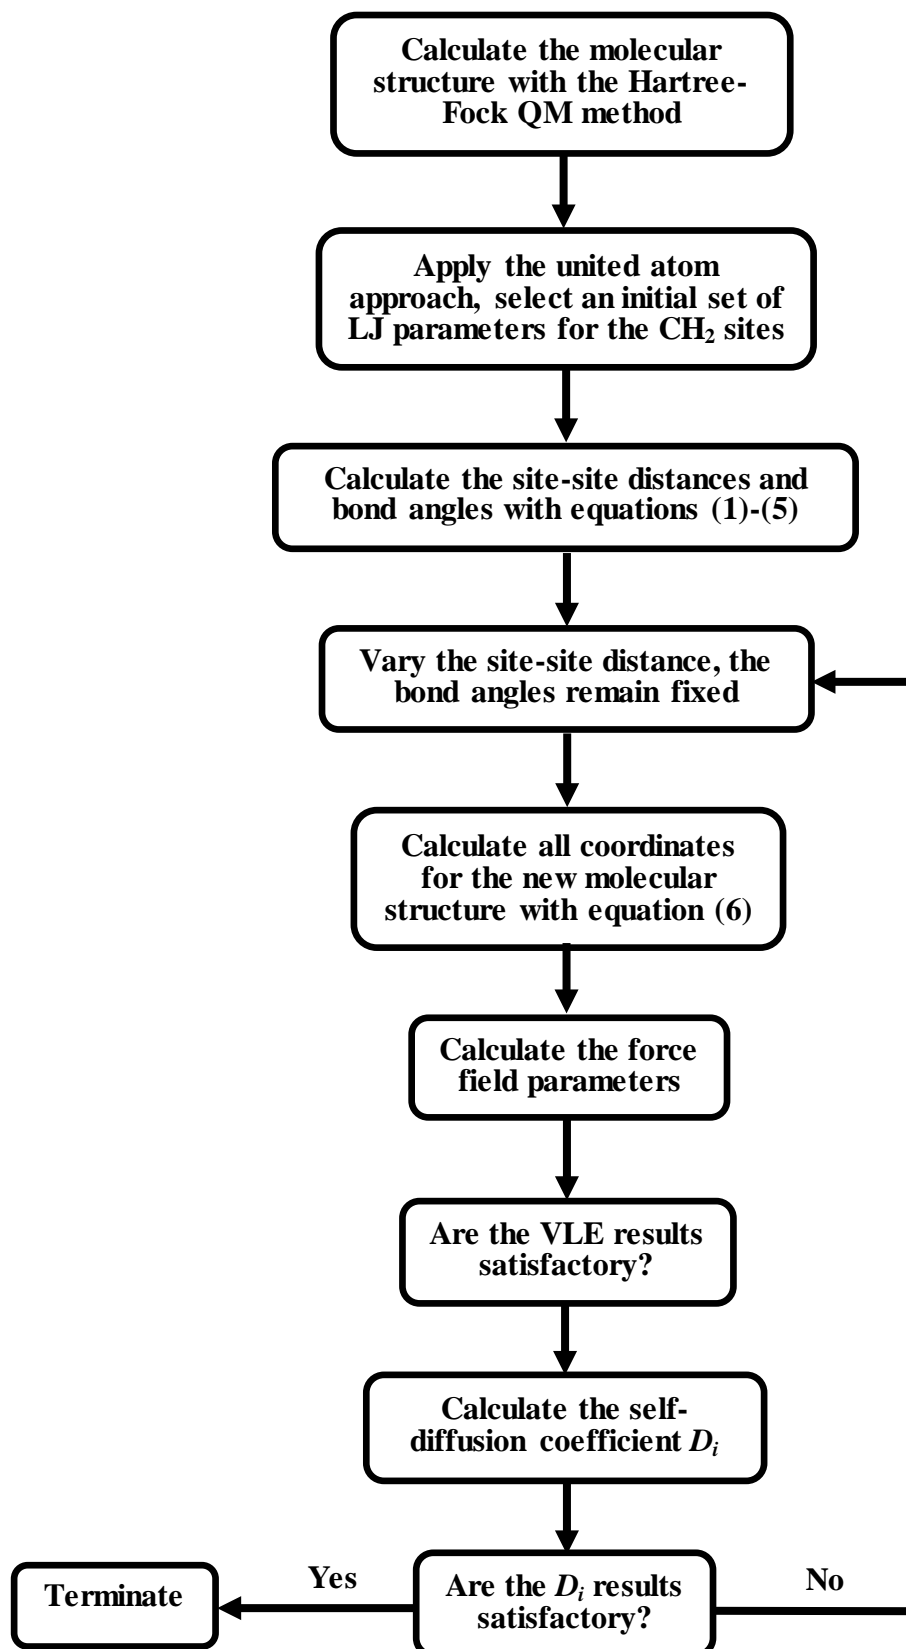 Calculate the molecular
structure with the Hartree-
Fock QM method
Apply the united atom
approach, select an initial set of
LJ parameters for the CH₂ sites
Calculate the site-site distances and
bond angles with equations (1)-(5)
Vary the site-site distance, the
bond angles remain fixed
Calculate all coordinates
for the new molecular
structure with equation (6)
Calculate the force
field parameters
Are the VLE results
satisfactory?
Calculate the self-
diffusion coefficient Dᵢ
Terminate
Yes
Are the Dᵢ results
satisfactory?
No